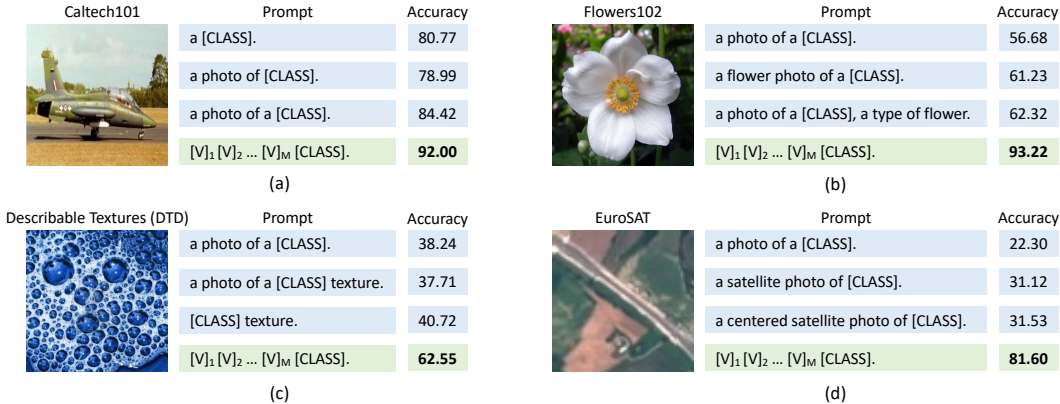 Caltech101 Prompt Accuracy
a [CLASS]. 80.77
a photo of [CLASS]. 78.99
a photo of a [CLASS]. 84.42
[V]₁ [V]₂ ... [V]M [CLASS]. 92.00
(a)
Flowers102 Prompt Accuracy
a photo of a [CLASS]. 56.68
a flower photo of a [CLASS]. 61.23
a photo of a [CLASS], a type of flower. 62.32
[V]₁ [V]₂ ... [V]M [CLASS]. 93.22
(b)
Describable Textures (DTD) Prompt Accuracy
a photo of a [CLASS]. 38.24
a photo of a [CLASS] texture. 37.71
[CLASS] texture. 40.72
[V]₁ [V]₂ ... [V]M [CLASS]. 62.55
(c)
EuroSAT Prompt Accuracy
a photo of a [CLASS]. 22.30
a satellite photo of [CLASS]. 31.12
a centered satellite photo of [CLASS]. 31.53
[V]₁ [V]₂ ... [V]M [CLASS]. 81.60
(d)